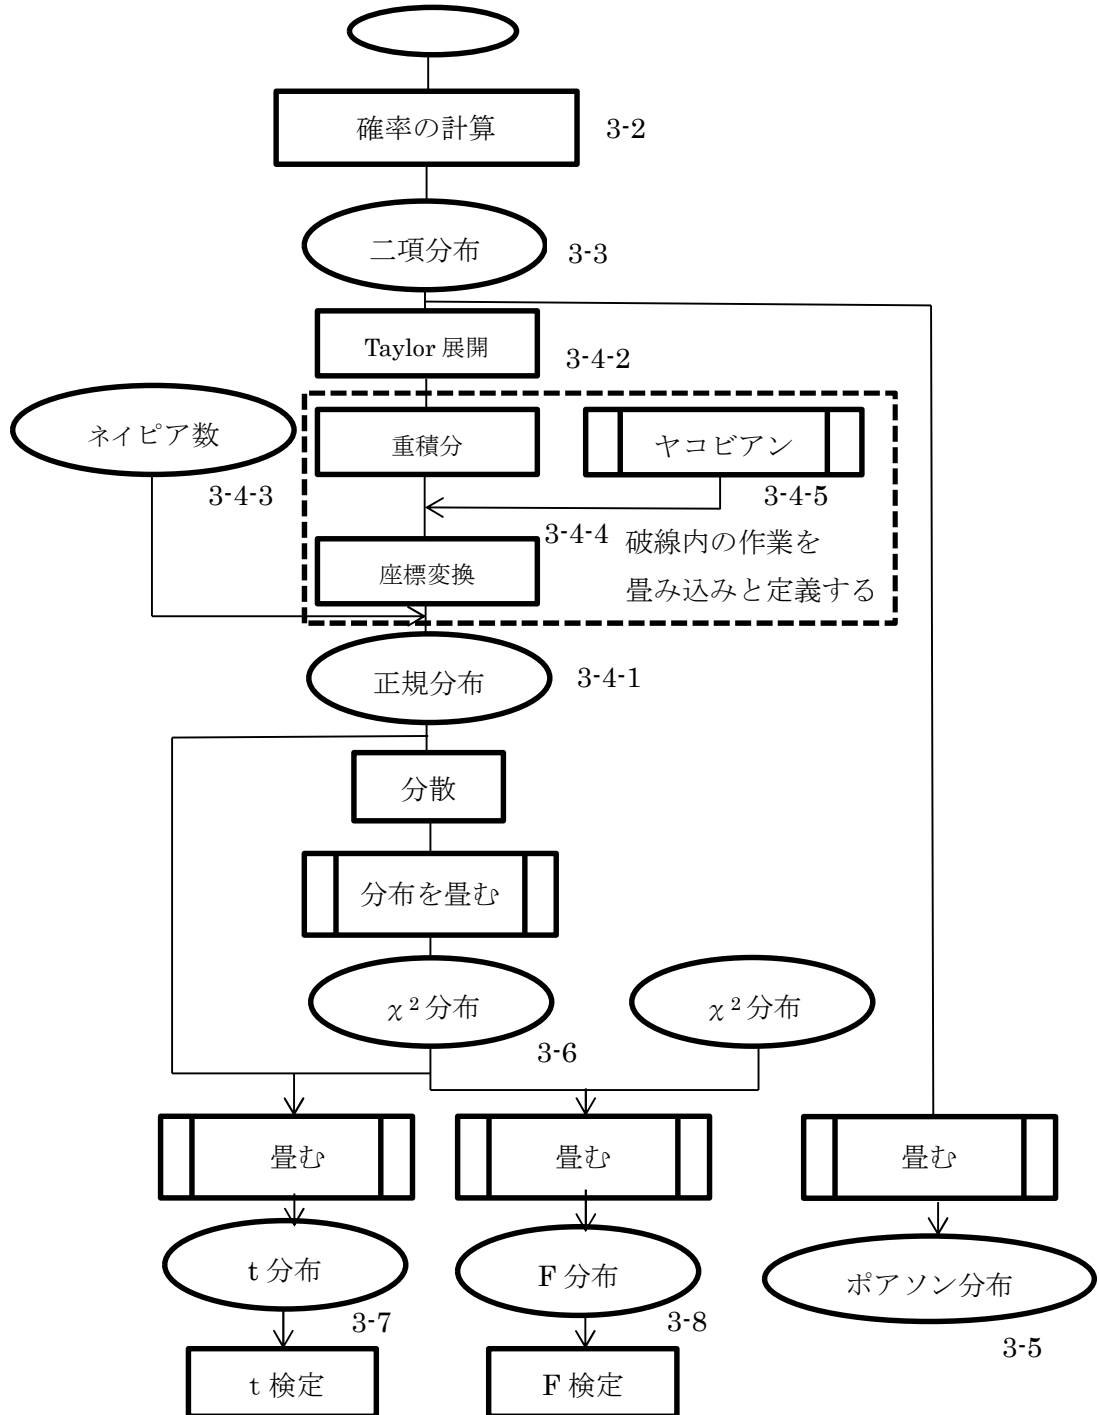 確率の計算
3-2
二項分布
3-3
Taylor 展開
3-4-2
ネイピア数
3-4-3
重積分
ヤコビアン
3-4-5
3-4-4
破線内の作業を
畳み込みと定義する
座標変換
正規分布
3-4-1
分散
分布を畳む
χ²分布
χ²分布
3-6
畳む
畳む
畳む
t 分布
F 分布
ポアソン分布
3-7
3-8
3-5
t 検定
F 検定